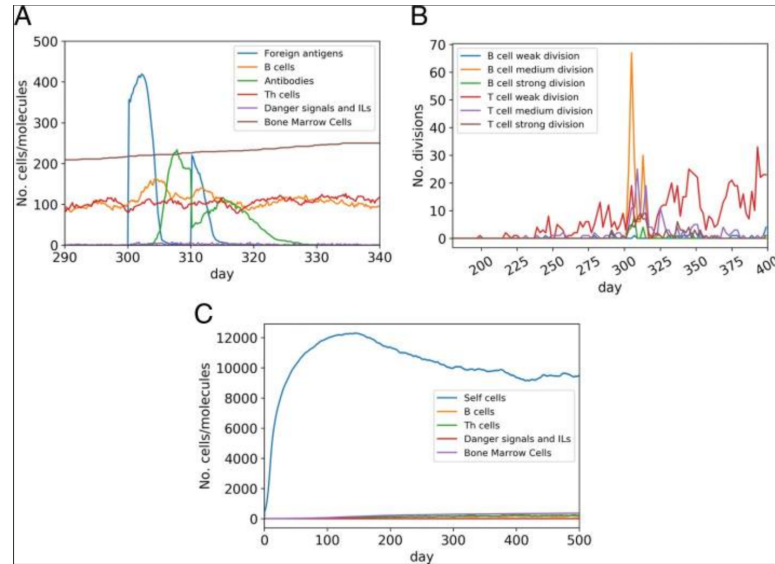 A
No. cells/molecules
500
400
300
200
100
0
290
300
310
320
330
340
day
Foreign antigens
B cells
Antibodies
Th cells
Danger signals and ILs
Bone Marrow Cells
B
No. divisions
70
60
50
40
30
20
10
0
200
225
250
275
300
325
350
375
400
day
B cell weak division
B cell medium division
B cell strong division
T cell weak division
T cell medium division
T cell strong division
C
No. cells/molecules
12000
10000
8000
6000
4000
2000
0
0
100
200
300
400
500
day
Self cells
B cells
Th cells
Danger signals and ILs
Bone Marrow Cells